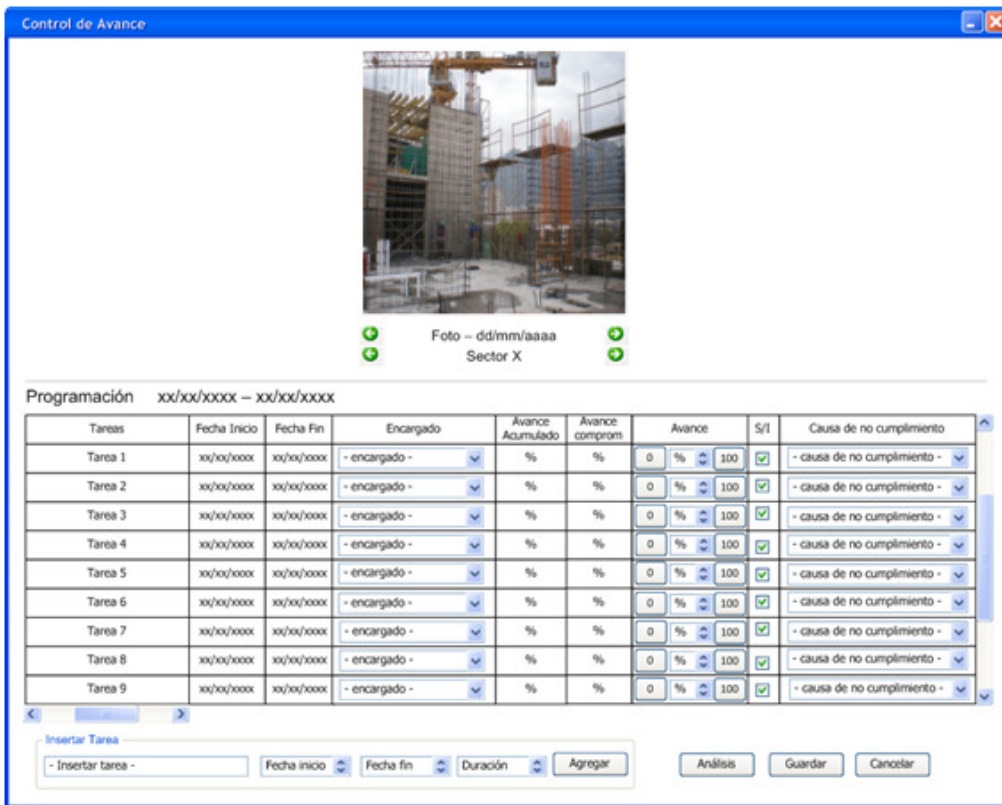 Control de Avance
Foto – dd/mm/aaaa
Sector X
Programación xx/xx/xxxx – xx/xx/xxxx
Tareas Fecha Inicio Fecha Fin Encargado Avance Acumulado Avance comprom Avance S/I Causa de no cumplimiento
Tarea 1 xx/xx/xxxx xx/xx/xxxx - encargado - % % 0 % 100 - causa de no cumplimiento -
Tarea 2 xx/xx/xxxx xx/xx/xxxx - encargado - % % 0 % 100 - causa de no cumplimiento -
Tarea 3 xx/xx/xxxx xx/xx/xxxx - encargado - % % 0 % 100 - causa de no cumplimiento -
Tarea 4 xx/xx/xxxx xx/xx/xxxx - encargado - % % 0 % 100 - causa de no cumplimiento -
Tarea 5 xx/xx/xxxx xx/xx/xxxx - encargado - % % 0 % 100 - causa de no cumplimiento -
Tarea 6 xx/xx/xxxx xx/xx/xxxx - encargado - % % 0 % 100 - causa de no cumplimiento -
Tarea 7 xx/xx/xxxx xx/xx/xxxx - encargado - % % 0 % 100 - causa de no cumplimiento -
Tarea 8 xx/xx/xxxx xx/xx/xxxx - encargado - % % 0 % 100 - causa de no cumplimiento -
Tarea 9 xx/xx/xxxx xx/xx/xxxx - encargado - % % 0 % 100 - causa de no cumplimiento -
Insertar Tarea
- Insertar tarea - Fecha inicio Fecha fin Duración Agregar Análisis Guardar Cancelar